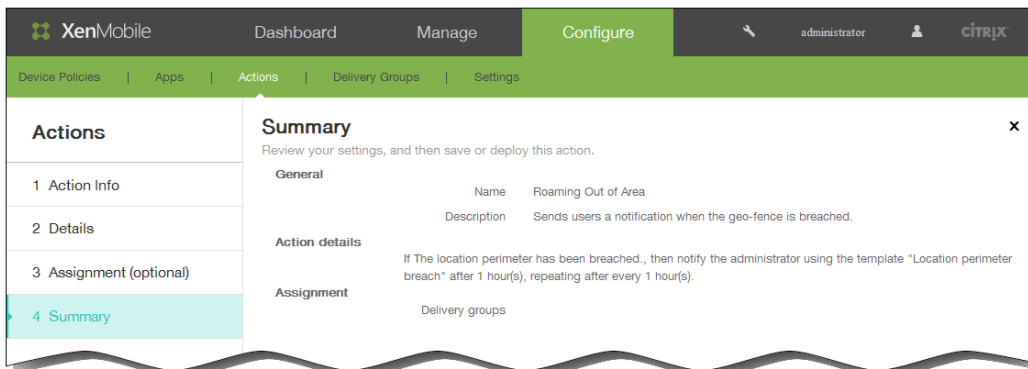 XenMobile Dashboard Manage Configure administrator CİTRIX
Device Policies | Apps | Actions | Delivery Groups | Settings
Actions
1 Action Info
2 Details
3 Assignment (optional)
4 Summary
Summary
Review your settings, and then save or deploy this action.
General
Name Roaming Out of Area
Description Sends users a notification when the geo-fence is breached.
Action details
If The location perimeter has been breached., then notify the administrator using the template "Location perimeter
breach" after 1 hour(s), repeating after every 1 hour(s).
Assignment
Delivery groups